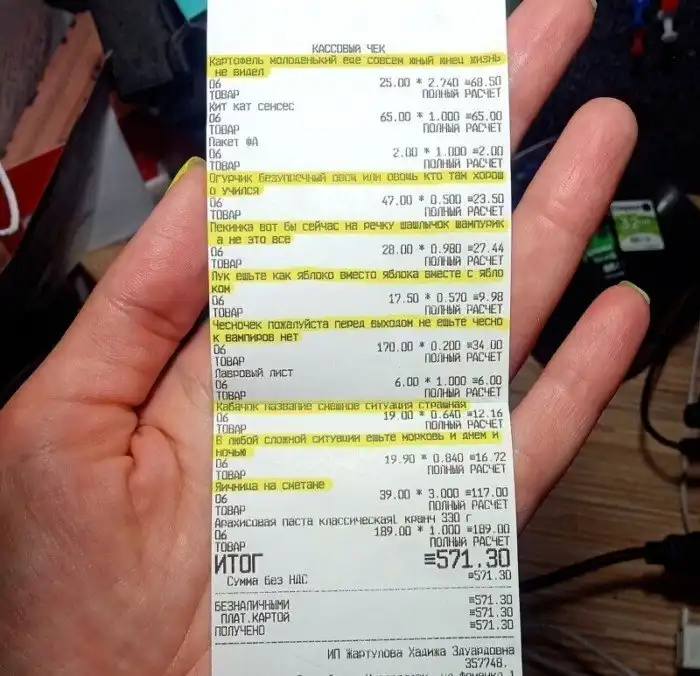 КАССОВЫЙ ЧЕК
Картофель молоденький еще совсем юный юнец жизнь
не видел
25.00 * 2.740 ≡68.50
06
ТОВАР ПОЛНЫЙ РАСЧЕТ
Кит кат сенсес
65.00 * 1.000 ≡65.00
06
ТОВАР ПОЛНЫЙ РАСЧЕТ
Пакет ФА
2.00 * 1.000 ≡2.00
06
ТОВАР ПОЛНЫЙ РАСЧЕТ
Огурчик безупречный овощ или овощь кто там хорош
о учился
47.00 * 0.500 ≡23.50
06
ТОВАР ПОЛНЫЙ РАСЧЕТ
Пекинка вот бы сейчас на речку шашлычок шампурик
а не это все
28.00 * 0.980 ≡27.44
06
ТОВАР ПОЛНЫЙ РАСЧЕТ
Лук ешьте как яблоко вместо яблока вместе с ябло
ком
17.50 * 0.570 ≡9.98
06
ТОВАР ПОЛНЫЙ РАСЧЕТ
Чесночек пожалуйста перед выходом не ешьте чесно
к вампиров нет
170.00 * 0.200 ≡34.00
06
ТОВАР ПОЛНЫЙ РАСЧЕТ
Лавровый лист
6.00 * 1.000 ≡6.00
06
ТОВАР ПОЛНЫЙ РАСЧЕТ
Кабачок название смешное ситуация страшная
19.00 * 0.640 ≡12.16
06
ТОВАР ПОЛНЫЙ РАСЧЕТ
В любой сложной ситуации ешьте морковь и днем и
ночью
19.90 * 0.840 ≡16.72
06
ТОВАР ПОЛНЫЙ РАСЧЕТ
Яичница на сметане
39.00 * 3.000 ≡117.00
06
ТОВАР ПОЛНЫЙ РАСЧЕТ
Арахисовая паста классическая кранч 330 г
189.00 * 1.000 ≡189.00
06
ТОВАР ПОЛНЫЙ РАСЧЕТ
ИТОГ ≡571.30
Сумма без НДС ≡571.30
БЕЗНАЛИЧНЫМИ ≡571.30
ПЛАТ.КАРТОЙ ≡571.30
ПОЛУЧЕНО ≡571.30
ИП Жартулова Хадижа Эдуардовна
357748,